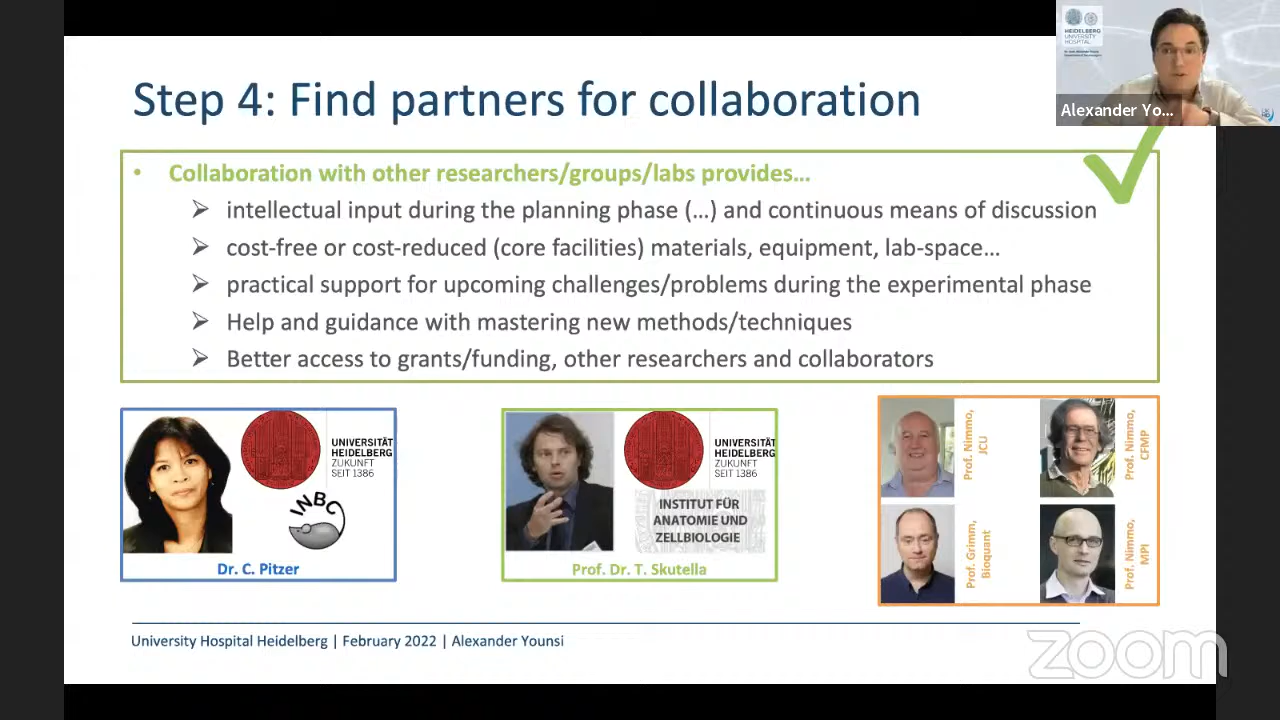 HEIDELBERG
UNIVERSITY
HOSPITAL
Alexander Yo...
Step 4: Find partners for collaboration
• Collaboration with other researchers/groups/labs provides...
intellectual input during the planning phase (...) and continuous means of discussion
cost-free or cost-reduced (core facilities) materials, equipment, lab-space...
practical support for upcoming challenges/problems during the experimental phase
Help and guidance with mastering new methods/techniques
Better access to grants/funding, other researchers and collaborators
UNIVERSITÄT
HEIDELBERG
ZUKUNFT
SEIT 1386
INBC
Dr. C. Pitzer
UNIVERSITÄT
HEIDELBERG
ZUKUNFT
SEIT 1386
INSTITUT FÜR
ANATOMIE UND
ZELLBIOLOGIE
Prof. Dr. T. Skutella
Prof. Nimmo,
JCU
Prof. Nimmo,
CFMP
Prof. Grimm,
Bioquant
Prof. Nimmo,
MPI
University Hospital Heidelberg | February 2022 | Alexander Younsi
zoom